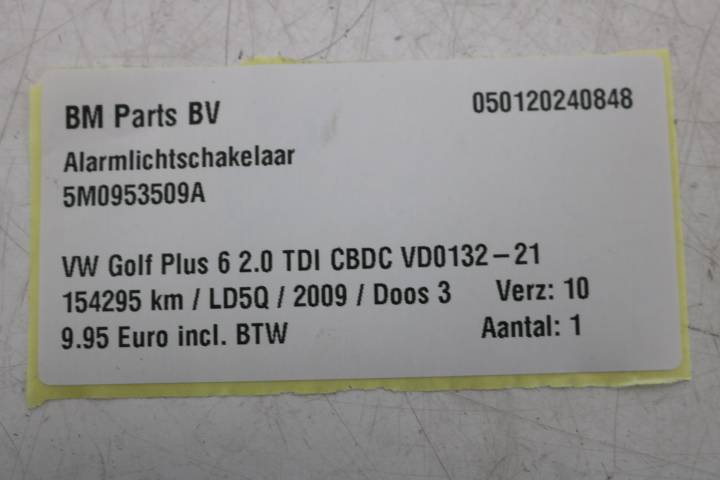 BM Parts BV 050120240848
Alarmlichtschakelaar
5M0953509A
VW Golf Plus 6 2.0 TDI CBDC VD0132-21
154295 km / LD5Q / 2009 / Doos 3 Verz: 10
9.95 Euro incl. BTW Aantal: 1